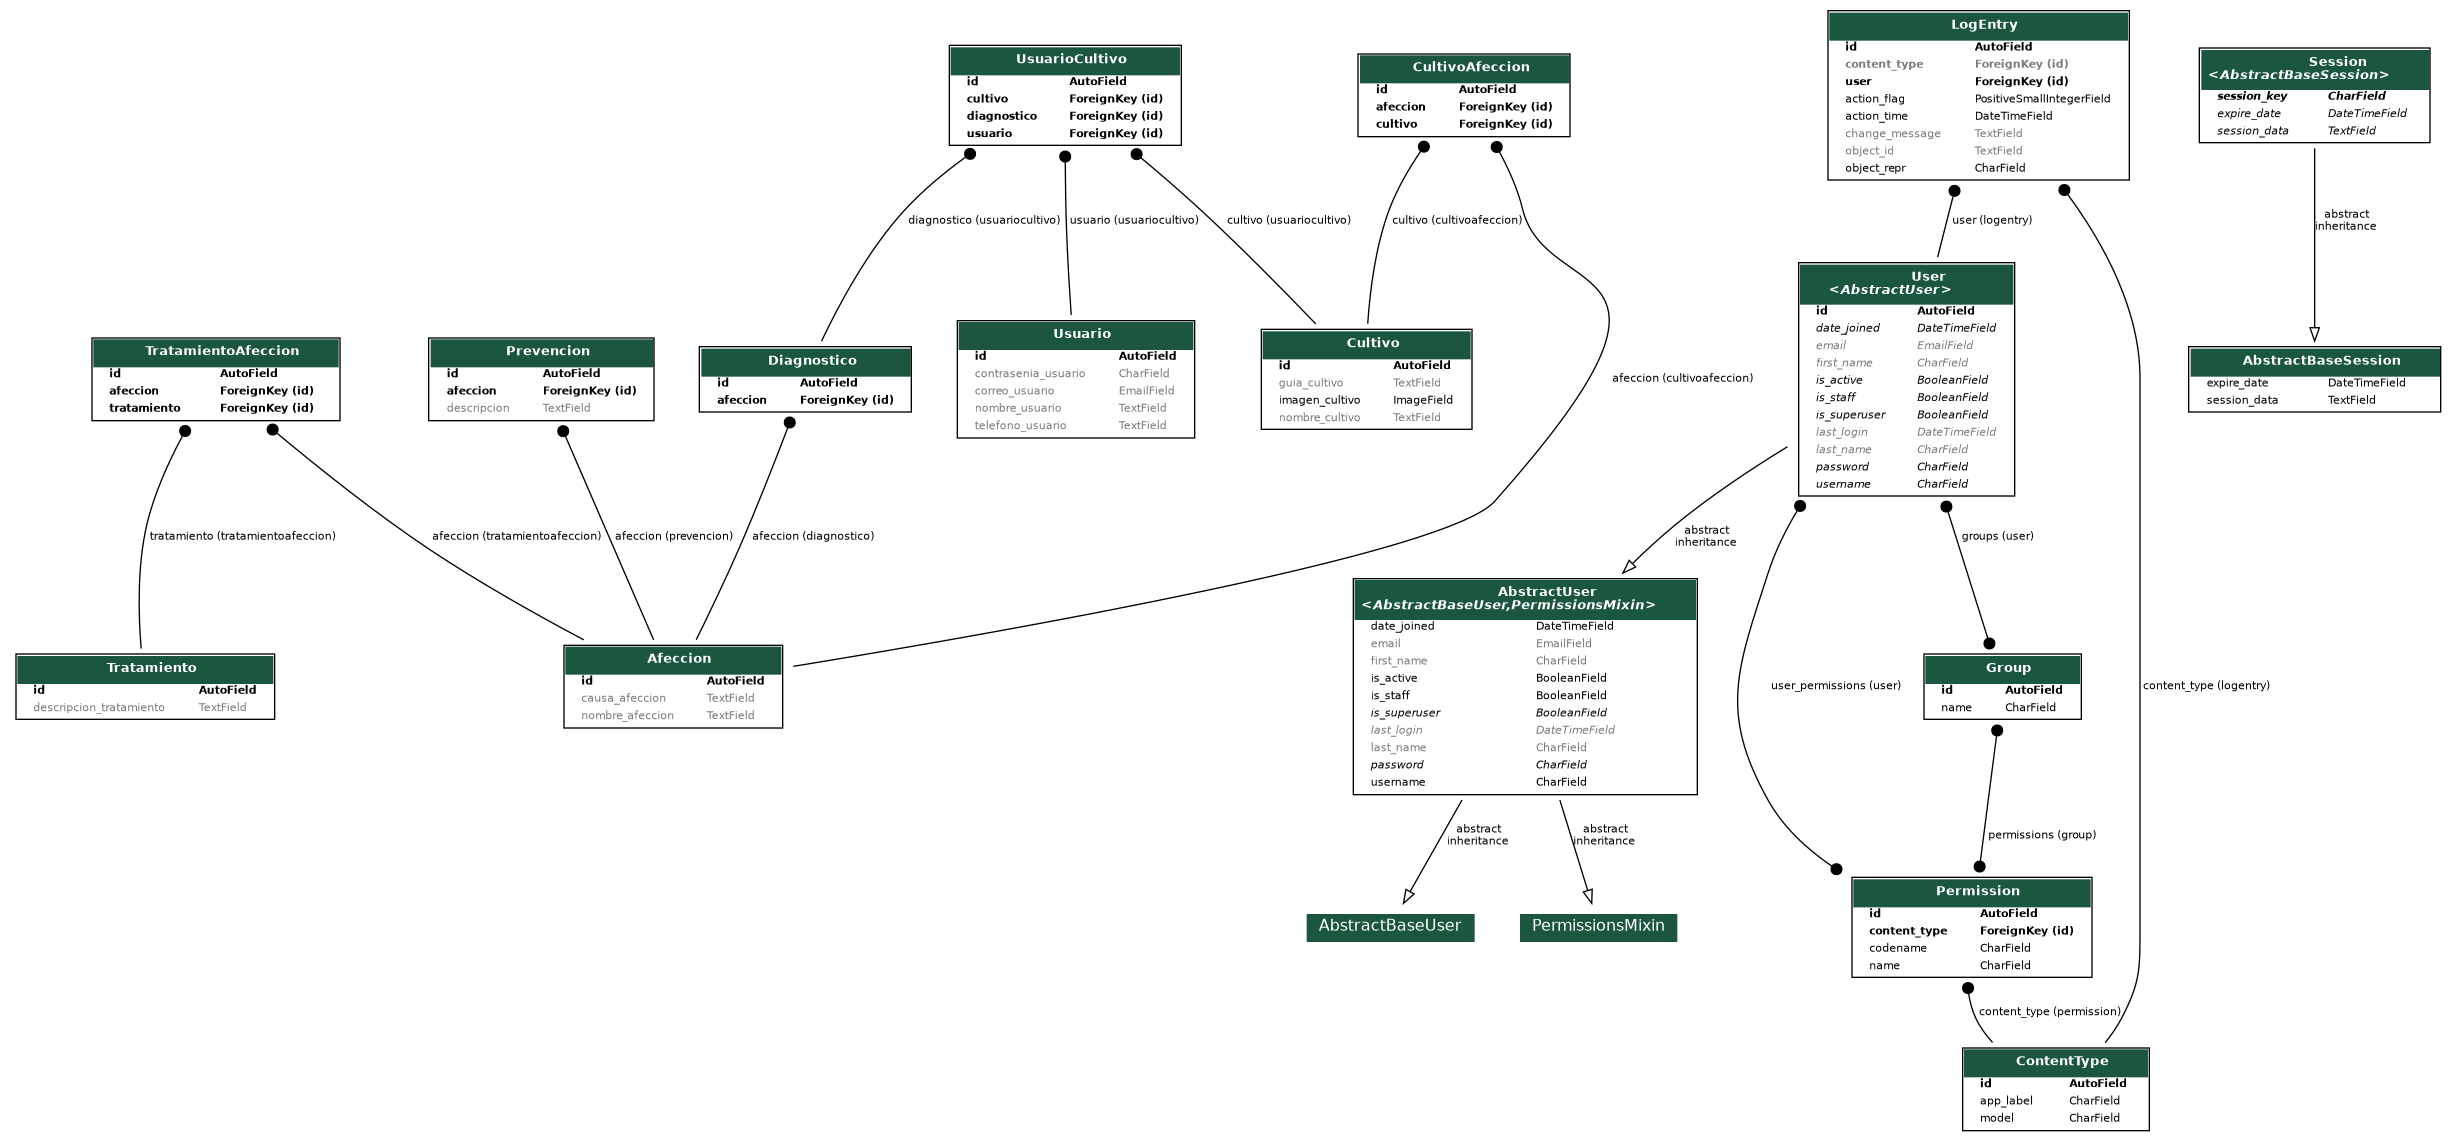 LogEntry
id AutoField
content_type ForeignKey (id)
user ForeignKey (id)
action_flag PositiveSmallIntegerField
action_time DateTimeField
change_message TextField
object_id TextField
object_repr CharField
UsuarioCultivo
id AutoField
cultivo ForeignKey (id)
diagnostico ForeignKey (id)
usuario ForeignKey (id)
CultivoAfeccion
id AutoField
afeccion ForeignKey (id)
cultivo ForeignKey (id)
Session
<AbstractBaseSession>
session_key CharField
expire_date DateTimeField
session_data TextField
diagnostico (usuariocultivo)
usuario (usuariocultivo)
cultivo (usuariocultivo)
cultivo (cultivoafeccion)
user (logentry)
abstract
inheritance
User
<AbstractUser>
id AutoField
date_joined DateTimeField
email EmailField
first_name CharField
is_active BooleanField
is_staff BooleanField
is_superuser BooleanField
last_login DateTimeField
last_name CharField
password CharField
username CharField
TratamientoAfeccion
id AutoField
afeccion ForeignKey (id)
tratamiento ForeignKey (id)
Prevencion
id AutoField
afeccion ForeignKey (id)
descripcion TextField
Diagnostico
id AutoField
afeccion ForeignKey (id)
Usuario
id AutoField
contrasenia_usuario CharField
correo_usuario EmailField
nombre_usuario TextField
telefono_usuario TextField
Cultivo
id AutoField
guia_cultivo TextField
imagen_cultivo ImageField
nombre_cultivo TextField
afeccion (cultivoafeccion)
AbstractBaseSession
expire_date DateTimeField
session_data TextField
tratamiento (tratamientoafeccion)
afeccion (tratamientoafeccion)
afeccion (prevencion)
afeccion (diagnostico)
abstract
inheritance
groups (user)
Tratamiento
id AutoField
descripcion_tratamiento TextField
Afeccion
id AutoField
causa_afeccion TextField
nombre_afeccion TextField
AbstractUser
<AbstractBaseUser,PermissionsMixin>
date_joined DateTimeField
email EmailField
first_name CharField
is_active BooleanField
is_staff BooleanField
is_superuser BooleanField
last_login DateTimeField
last_name CharField
password CharField
username CharField
user_permissions (user)
Group
id AutoField
name CharField
content_type (logentry)
abstract
inheritance
abstract
inheritance
permissions (group)
AbstractBaseUser
PermissionsMixin
Permission
id AutoField
content_type ForeignKey (id)
codename CharField
name CharField
content_type (permission)
ContentType
id AutoField
app_label CharField
model CharField